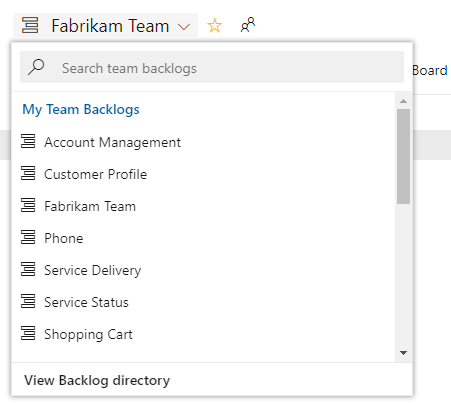 Fabrikam Team
Search team backlogs
Board
My Team Backlogs
Account Management
Customer Profile
Fabrikam Team
Phone
Service Delivery
Service Status
Shopping Cart
View Backlog directory